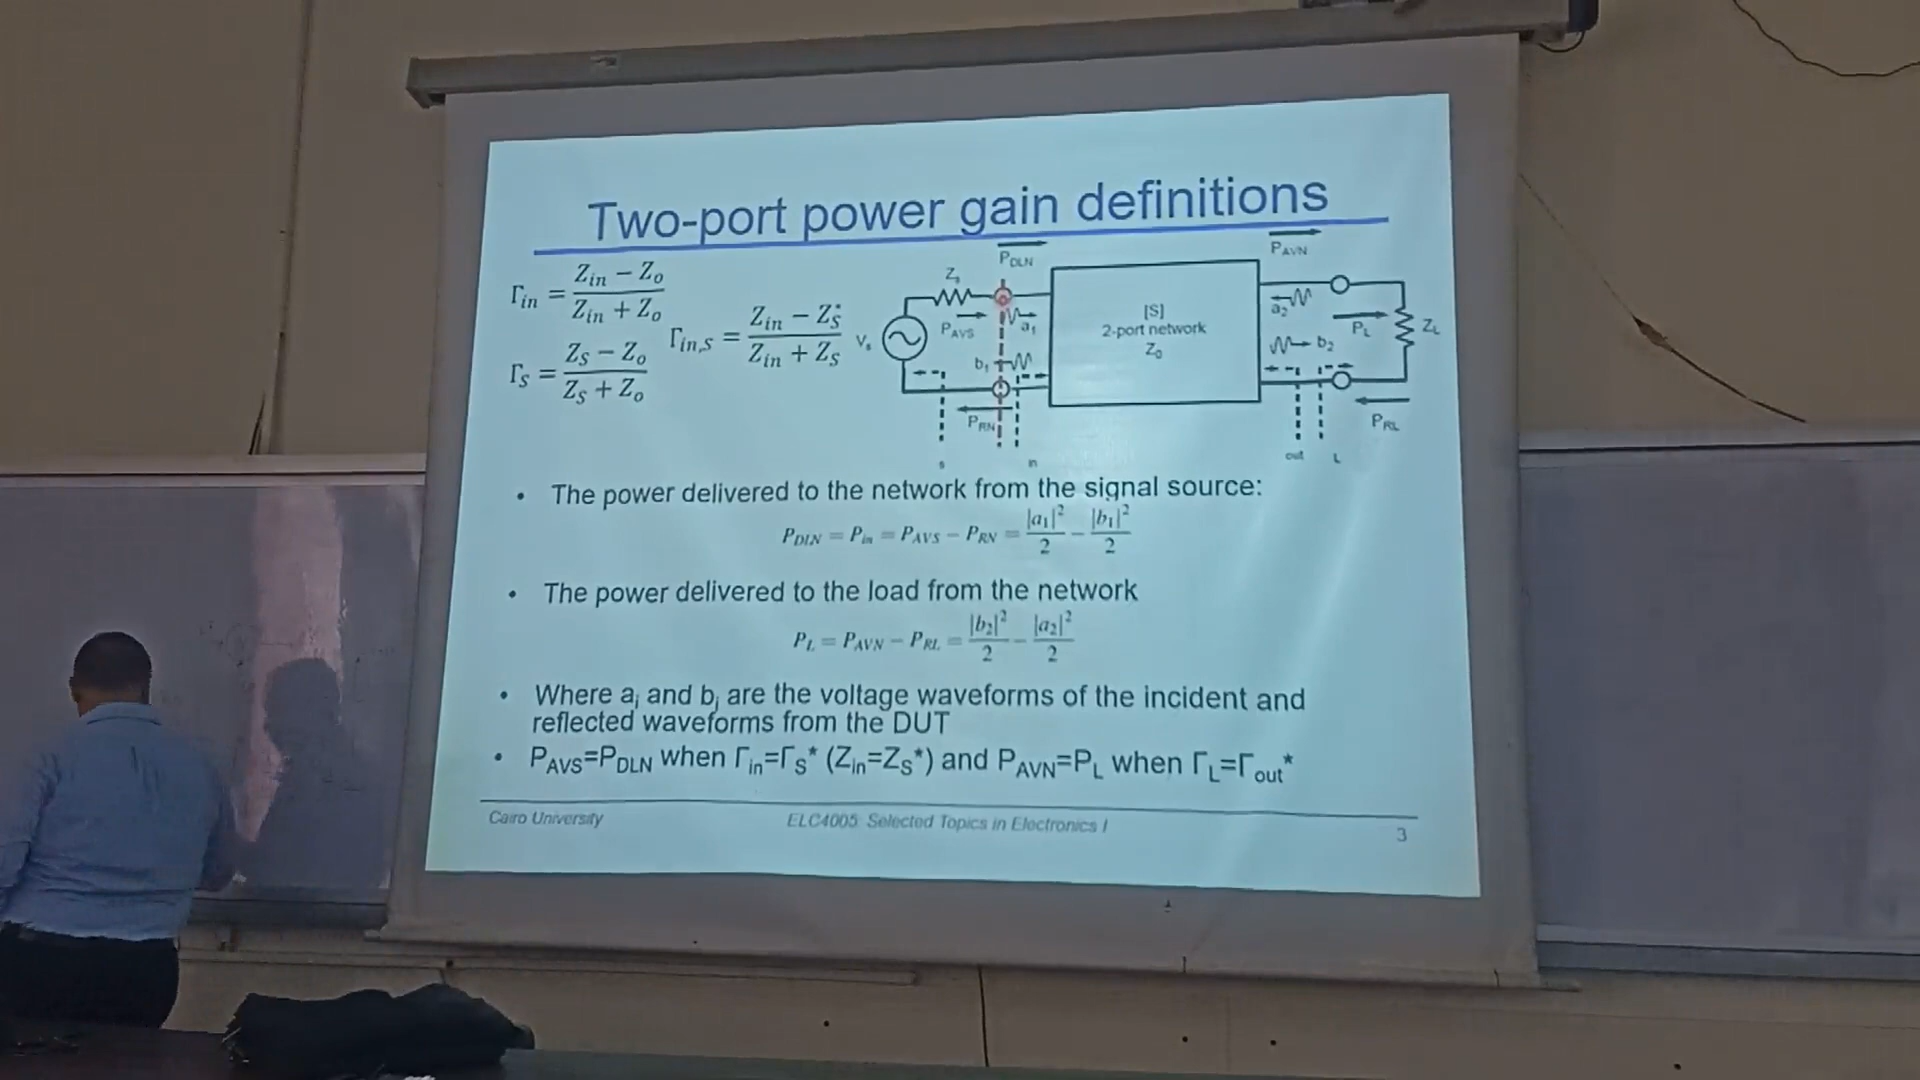 Two-port power gain definitions
Γin = (Zin − Zo) / (Zin + Zo)
Γin,S = (Zin − ZS*) / (Zin + ZS)
ΓS = (ZS − Zo) / (ZS + Zo)
PDLN
PAVN
Zs
PAVS
a1
Vs
b1
PRN
s
in
[S]
2-port network
Z0
a2
PL
ZL
b2
PRL
out
L
• The power delivered to the network from the signal source:
PDLN = Pin = PAVS − PRN = |a1|²/2 − |b1|²/2
• The power delivered to the load from the network
PL = PAVN − PRL = |b2|²/2 − |a2|²/2
• Where ai and bi are the voltage waveforms of the incident and
reflected waveforms from the DUT
• PAVS=PDLN when Γin=ΓS* (Zin=ZS*) and PAVN=PL when ΓL=Γout*
Cairo University
ELC4005 Selected Topics in Electronics I
3